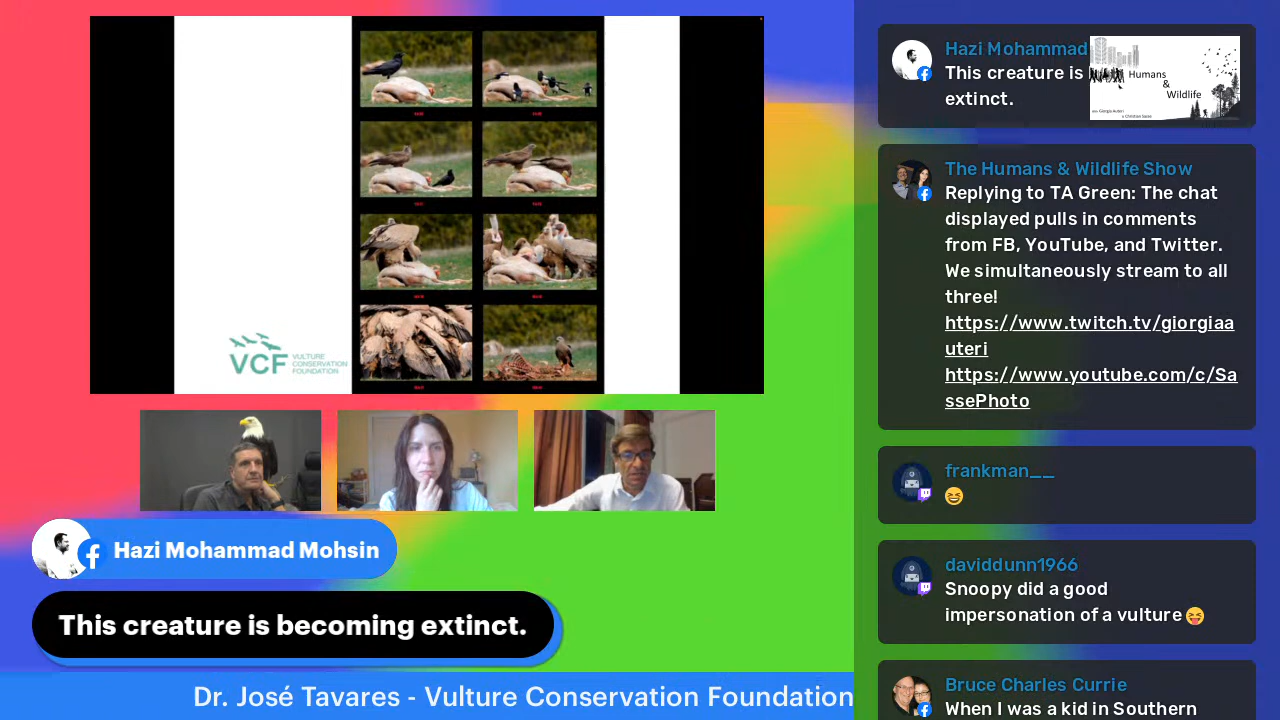 VCF VULTURE
CONSERVATION
FOUNDATION
Hazi Mohammad Mohsin
This creature is becoming extinct.
Dr. José Tavares - Vulture Conservation Foundation
Hazi Mohammad
This creature is
extinct.
Humans
&
Wildlife
The Humans & Wildlife Show
Replying to TA Green: The chat
displayed pulls in comments
from FB, YouTube, and Twitter.
We simultaneously stream to all
three!
https://www.twitch.tv/giorgiaa
uteri
https://www.youtube.com/c/Sa
ssePhoto
frankman__
daviddunn1966
Snoopy did a good
impersonation of a vulture 😝
Bruce Charles Currie
When I was a kid in Southern